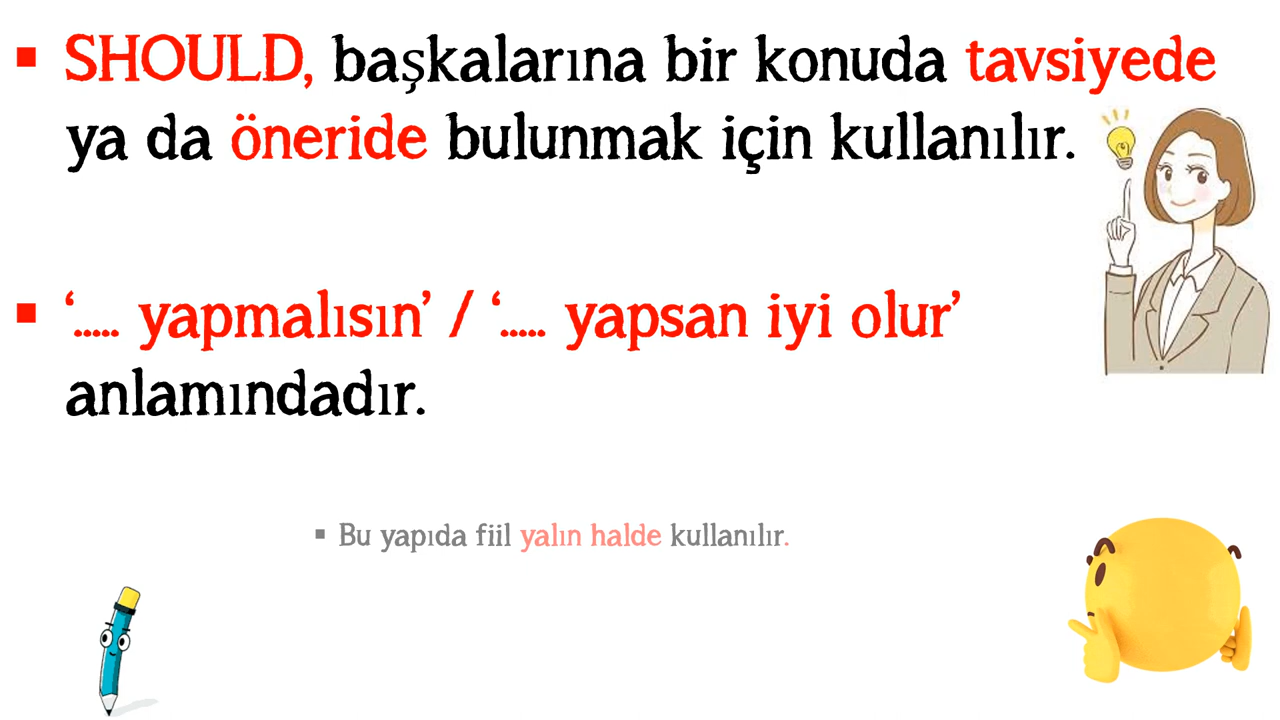 ▪ SHOULD, başkalarına bir konuda tavsiyede
ya da öneride bulunmak için kullanılır.
▪ ‘..... yapmalısın’ / ‘..... yapsan iyi olur’
anlamındadır.
▪ Bu yapıda fiil yalın halde kullanılır.